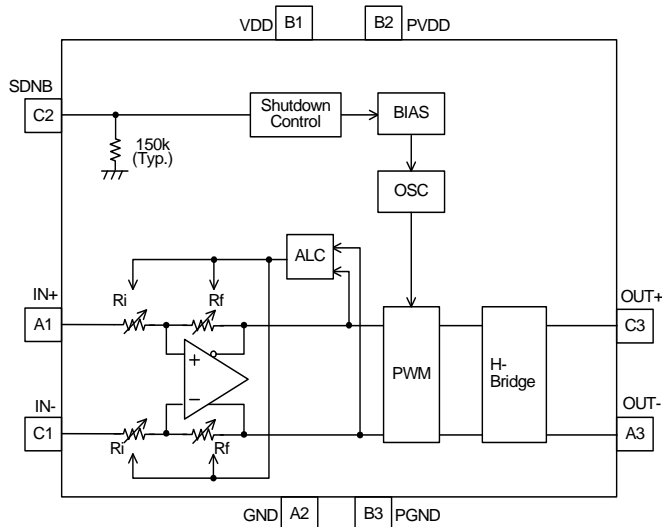 VDD B1 B2 PVDD
SDNB
C2
Shutdown
Control
BIAS
150k
(Typ.)
OSC
ALC
IN+
Ri
Rf
OUT+
A1
C3
+
PWM
H-
Bridge
−
IN-
OUT-
C1
Ri
Rf
A3
GND A2 B3 PGND